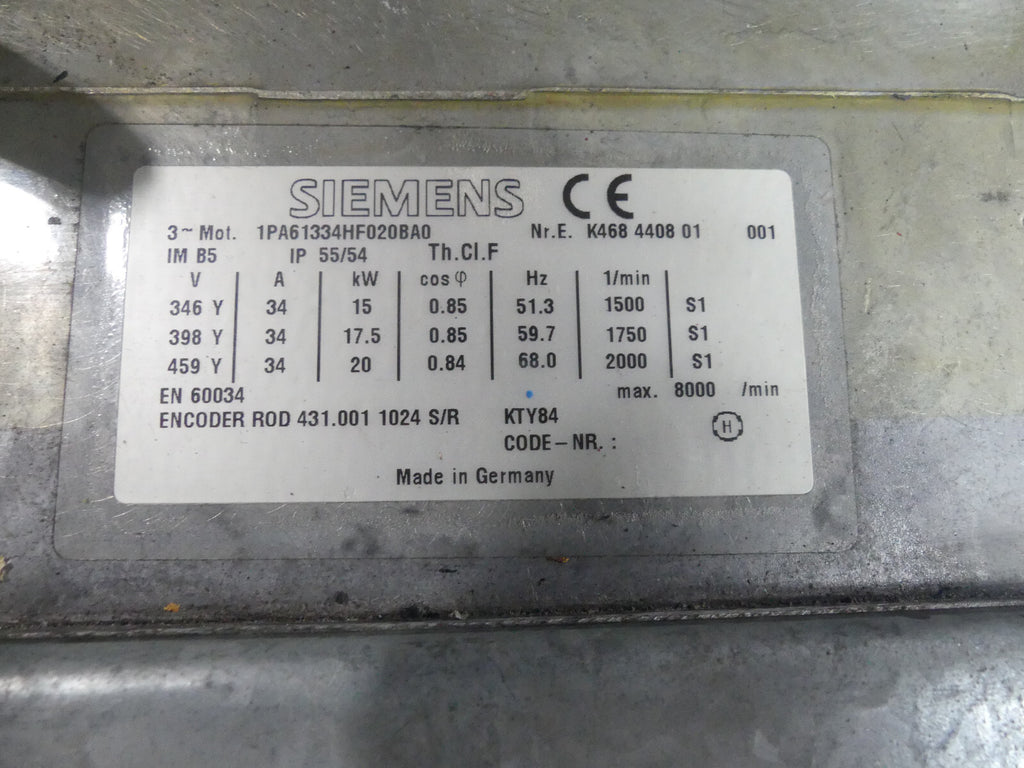 SIEMENS CE
3~Mot. 1PA61334HF020BA0 Nr.E. K468 4408 01 001
IM B5 IP 55/54 Th.Cl.F
V A kW cosφ Hz 1/min
346 Y 34 15 0.85 51.3 1500 S1
398 Y 34 17.5 0.85 59.7 1750 S1
459 Y 34 20 0.84 68.0 2000 S1
EN 60034 max. 8000 /min
ENCODER ROD 431.001 1024 S/R KTY84 H
CODE-NR. :
Made in Germany